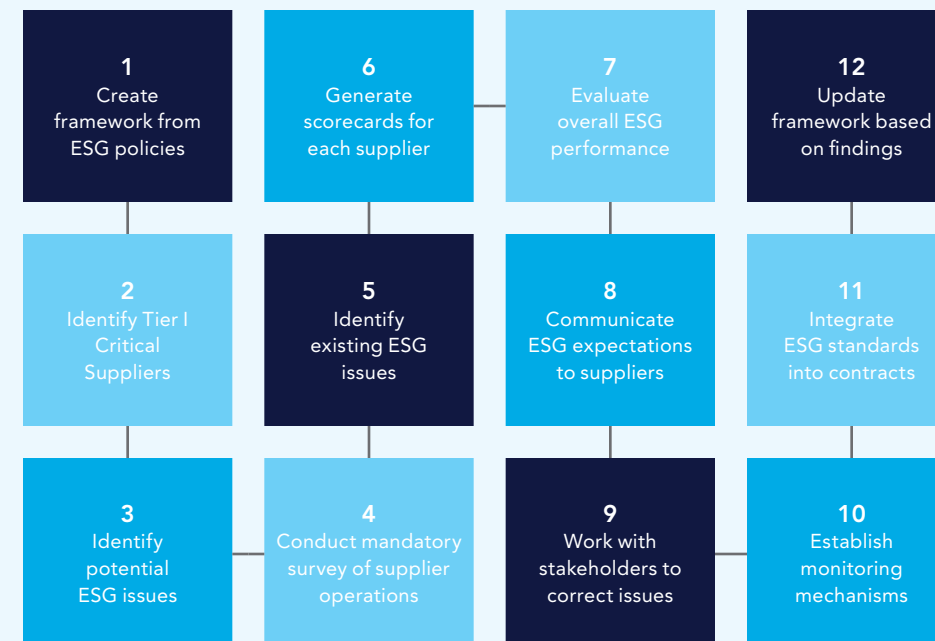 1
Create
framework from
ESG policies
2
Identify Tier I
Critical
Suppliers
3
Identify
potential
ESG issues
4
Conduct mandatory
survey of supplier
operations
5
Identify
existing ESG
issues
6
Generate
scorecards for
each supplier
7
Evaluate
overall ESG
performance
8
Communicate
ESG expectations
to suppliers
9
Work with
stakeholders to
correct issues
10
Establish
monitoring
mechanisms
11
Integrate
ESG standards
into contracts
12
Update
framework based
on findings